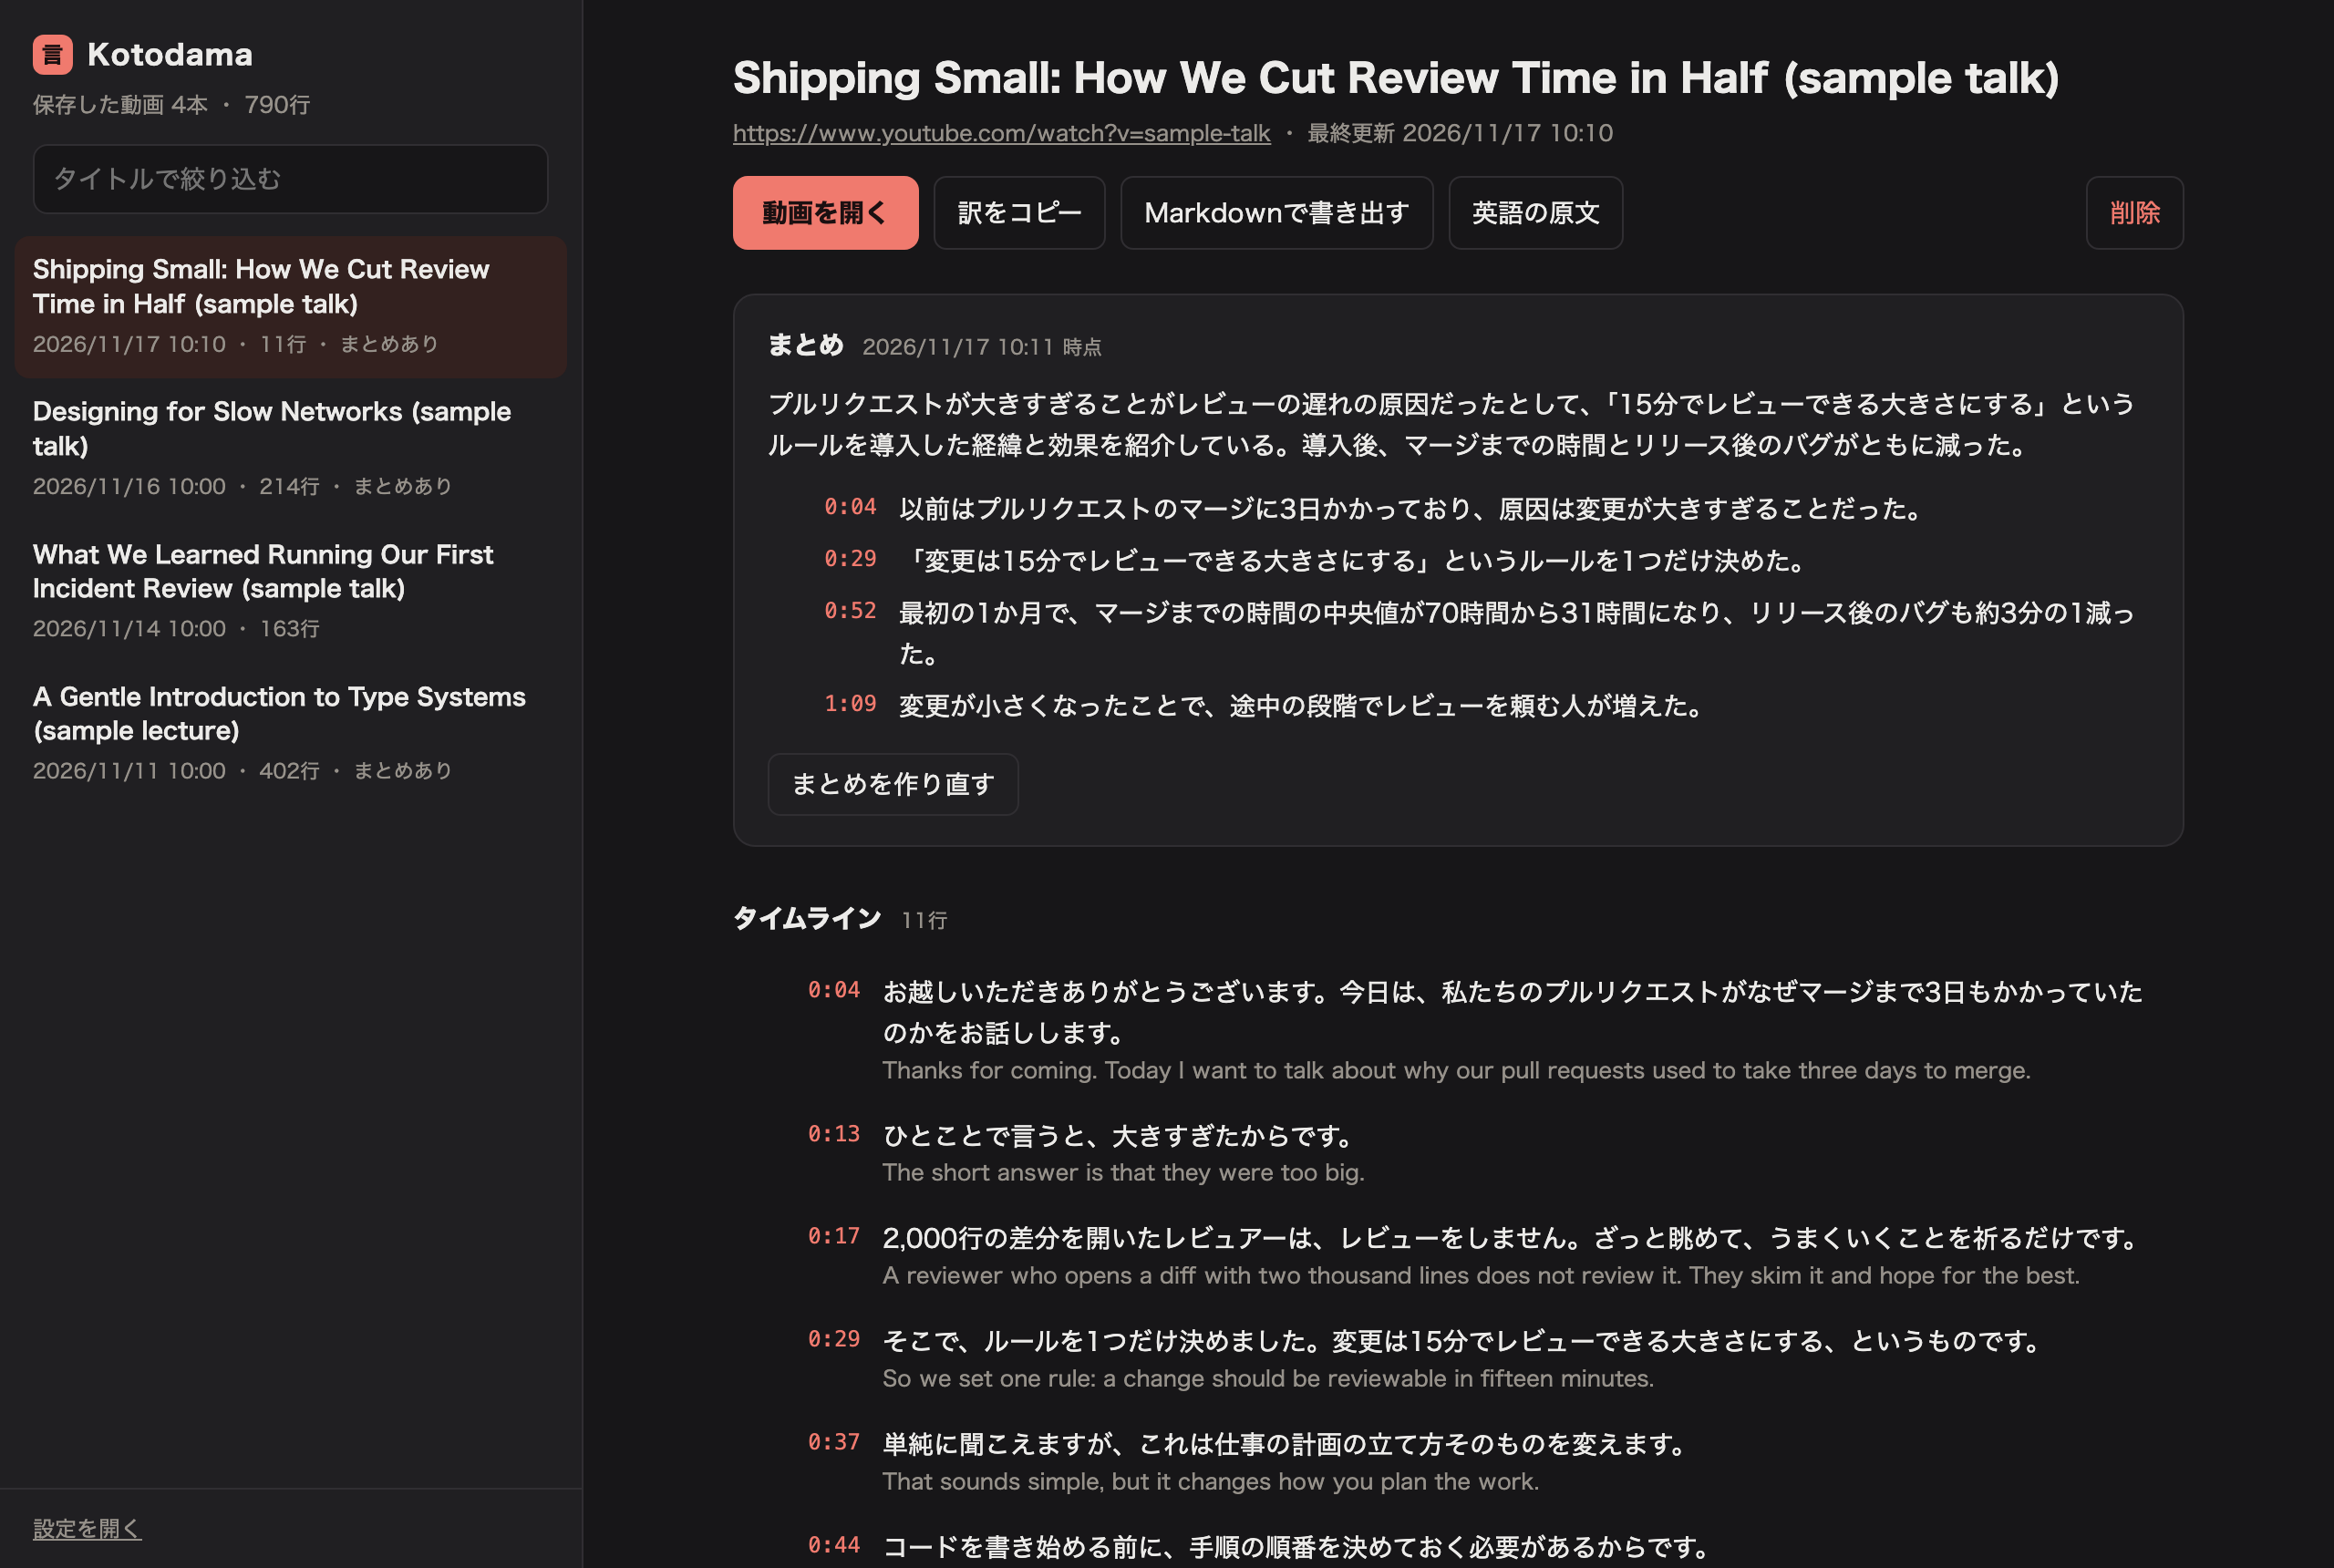 言 Kotodama
保存した動画 4本 ・ 790行
タイトルで絞り込む
Shipping Small: How We Cut Review
Time in Half (sample talk)
2026/11/17 10:10 ・ 11行 ・ まとめあり
Designing for Slow Networks (sample
talk)
2026/11/16 10:00 ・ 214行 ・ まとめあり
What We Learned Running Our First
Incident Review (sample talk)
2026/11/14 10:00 ・ 163行
A Gentle Introduction to Type Systems
(sample lecture)
2026/11/11 10:00 ・ 402行 ・ まとめあり
設定を開く
Shipping Small: How We Cut Review Time in Half (sample talk)
https://www.youtube.com/watch?v=sample-talk ・ 最終更新 2026/11/17 10:10
動画を開く 訳をコピー Markdownで書き出す 英語の原文 削除
まとめ 2026/11/17 10:11 時点
プルリクエストが大きすぎることがレビューの遅れの原因だったとして、「15分でレビューできる大きさにする」という
ルールを導入した経緯と効果を紹介している。導入後、マージまでの時間とリリース後のバグがともに減った。
0:04 以前はプルリクエストのマージに3日かかっており、原因は変更が大きすぎることだった。
0:29 「変更は15分でレビューできる大きさにする」というルールを1つだけ決めた。
0:52 最初の1か月で、マージまでの時間の中央値が70時間から31時間になり、リリース後のバグも約3分の1減っ
た。
1:09 変更が小さくなったことで、途中の段階でレビューを頼む人が増えた。
まとめを作り直す
タイムライン 11行
0:04 お越しいただきありがとうございます。今日は、私たちのプルリクエストがなぜマージまで3日もかかっていた
のかをお話しします。
Thanks for coming. Today I want to talk about why our pull requests used to take three days to merge.
0:13 ひとことで言うと、大きすぎたからです。
The short answer is that they were too big.
0:17 2,000行の差分を開いたレビュアーは、レビューをしません。ざっと眺めて、うまくいくことを祈るだけです。
A reviewer who opens a diff with two thousand lines does not review it. They skim it and hope for the best.
0:29 そこで、ルールを1つだけ決めました。変更は15分でレビューできる大きさにする、というものです。
So we set one rule: a change should be reviewable in fifteen minutes.
0:37 単純に聞こえますが、これは仕事の計画の立て方そのものを変えます。
That sounds simple, but it changes how you plan the work.
0:44 コードを書き始める前に、手順の順番を決めておく必要があるからです。